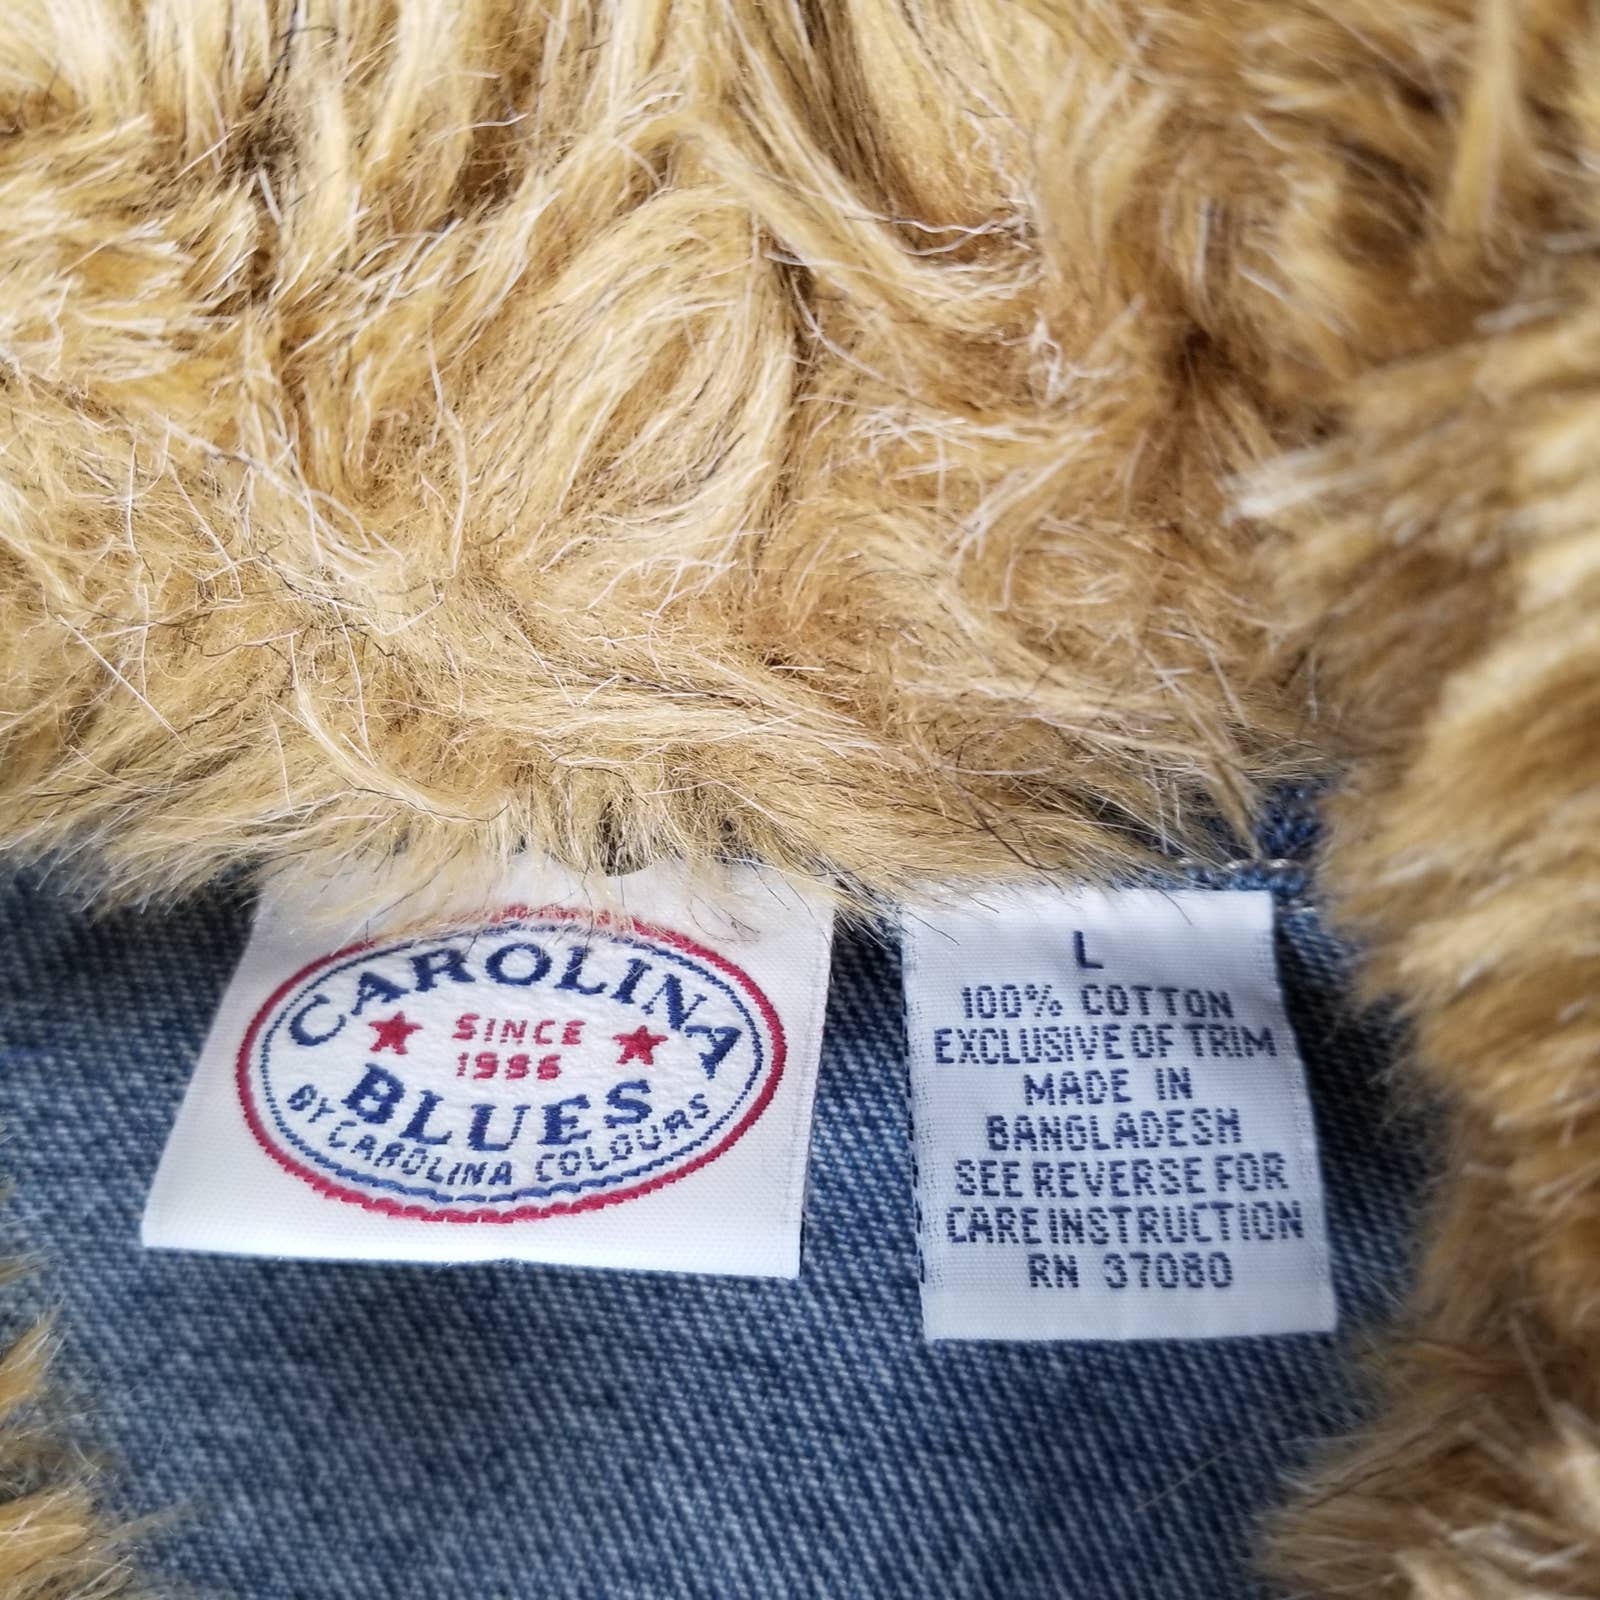 CAROLINA
SINCE
1996
BLUES
BY CAROLINA COLOURS
L
100% COTTON
EXCLUSIVE OF TRIM
MADE IN
BANGLADESH
SEE REVERSE FOR
CARE INSTRUCTION
RN 37080